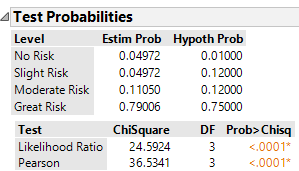 Test Probabilities
Level Estim Prob Hypoth Prob
No Risk 0.04972 0.01000
Slight Risk 0.04972 0.12000
Moderate Risk 0.11050 0.12000
Great Risk 0.79006 0.75000
Test ChiSquare DF Prob>Chisq
Likelihood Ratio 24.5924 3 <.0001*
Pearson 36.5341 3 <.0001*